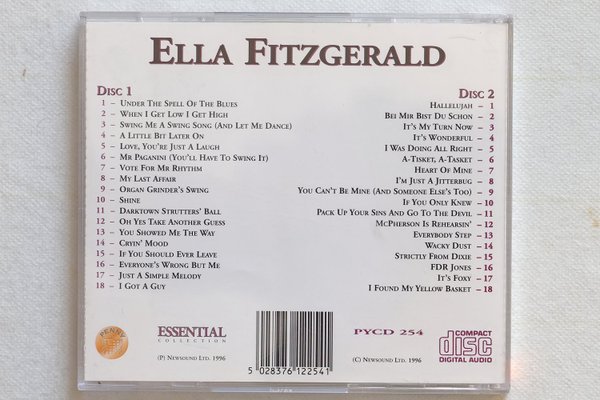 ELLA FITZGERALD
DISC 1
1 – UNDER THE SPELL OF THE BLUES
2 – WHEN I GET LOW I GET HIGH
3 – SWING ME A SWING SONG (AND LET ME DANCE)
4 – A LITTLE BIT LATER ON
5 – LOVE, YOU'RE JUST A LAUGH
6 – MR PAGANINI (YOU'LL HAVE TO SWING IT)
7 – VOTE FOR MR RHYTHM
8 – MY LAST AFFAIR
9 – ORGAN GRINDER'S SWING
10 – SHINE
11 – DARKTOWN STRUTTERS' BALL
12 – OH YES TAKE ANOTHER GUESS
13 – YOU SHOWED ME THE WAY
14 – CRYIN' MOOD
15 – IF YOU SHOULD EVER LEAVE
16 – EVERYONE'S WRONG BUT ME
17 – JUST A SIMPLE MELODY
18 – I GOT A GUY
DISC 2
HALLELUJAH – 1
BEI MIR BIST DU SCHON – 2
IT'S MY TURN NOW – 3
IT'S WONDERFUL – 4
I WAS DOING ALL RIGHT – 5
A-TISKET, A-TASKET – 6
HEART OF MINE – 7
I'M JUST A JITTERBUG – 8
YOU CAN'T BE MINE (AND SOMEONE ELSE'S TOO) – 9
IF YOU ONLY KNEW – 10
PACK UP YOUR SINS AND GO TO THE DEVIL – 11
MCPHERSON IS REHEARSIN' – 12
EVERYBODY STEP – 13
WACKY DUST – 14
STRICTLY FROM DIXIE – 15
FDR JONES – 16
IT'S FOXY – 17
I FOUND MY YELLOW BASKET – 18
PENNY
ESSENTIAL
COLLECTION
(P) NEWSOUND LTD. 1996
5 028376 122541
PYCD 254
(C) NEWSOUND LTD. 1996
COMPACT
disc
DIGITAL AUDIO